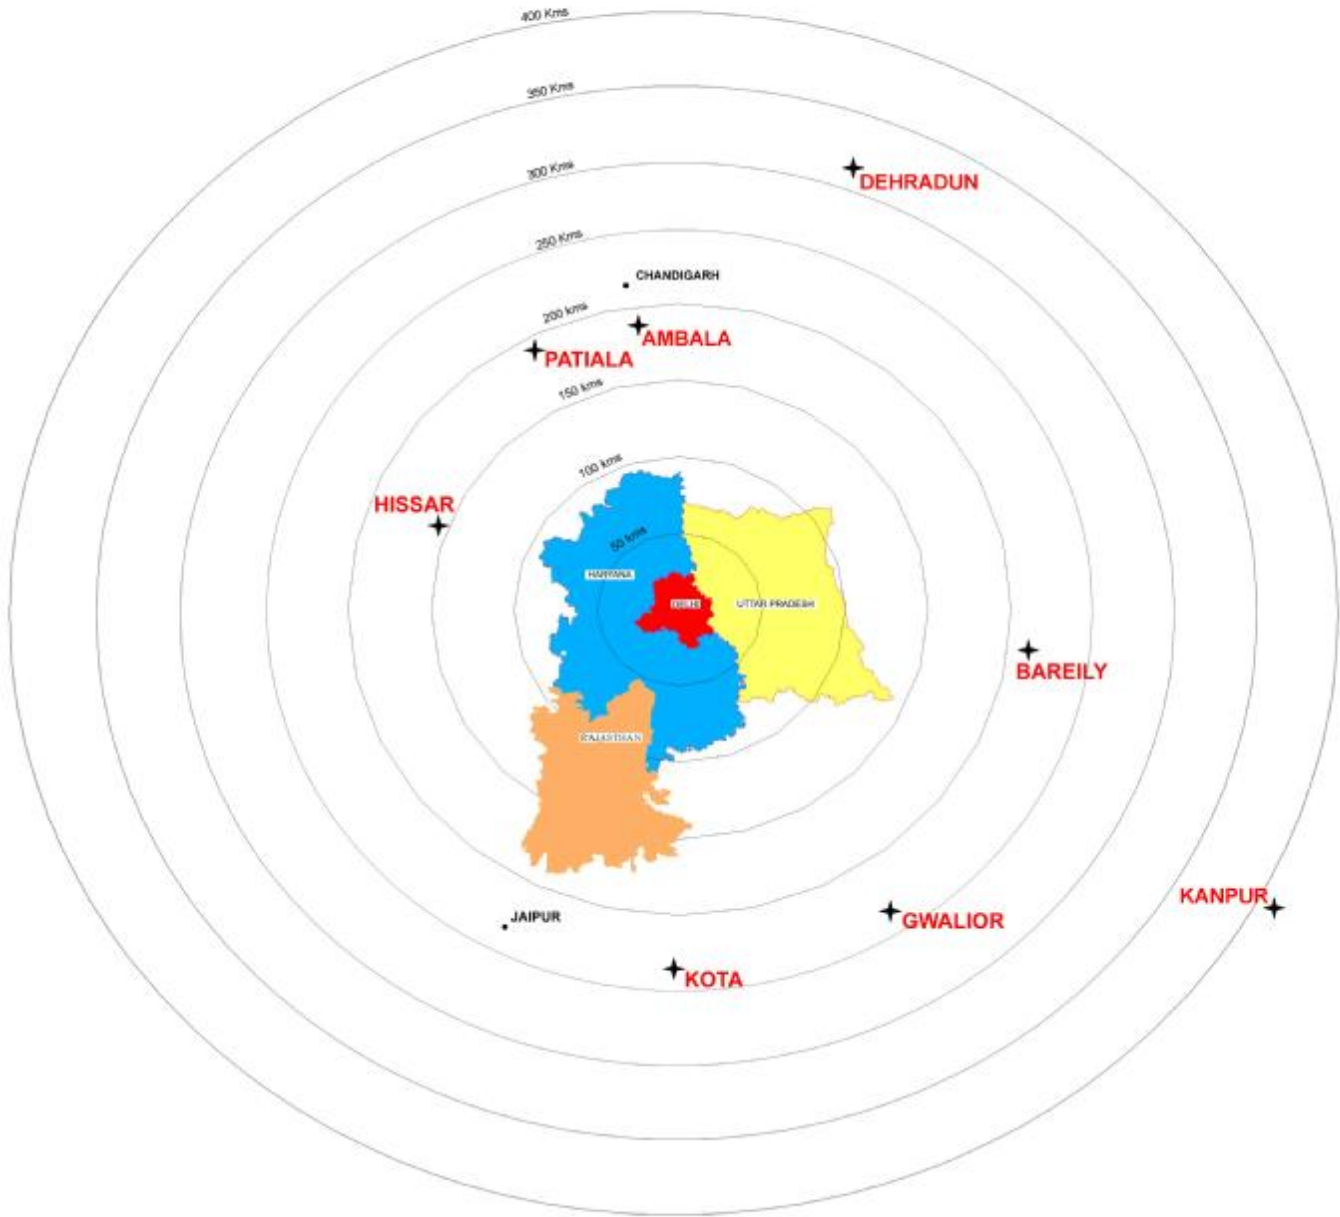 400 Kms
350 Kms
300 Kms
DEHRADUN
250 Kms
CHANDIGARH
200 kms
AMBALA
PATIALA
150 kms
100 kms
HISSAR
50 kms
HARYANA
DELHI
UTTAR PRADESH
BAREILY
RAJASTHAN
KANPUR
JAIPUR
GWALIOR
KOTA